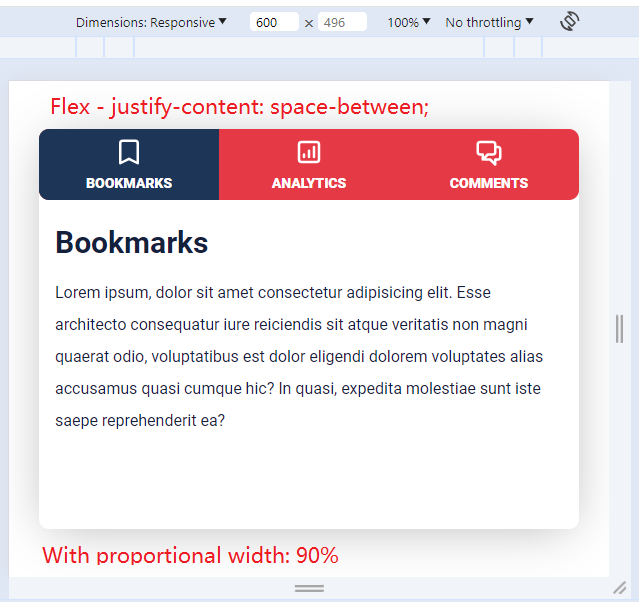 Dimensions: Responsive ▼ 600 × 496 100% ▼ No throttling ▼
Flex - justify-content: space-between;
BOOKMARKS ANALYTICS COMMENTS
Bookmarks
Lorem ipsum, dolor sit amet consectetur adipisicing elit. Esse
architecto consequatur iure reiciendis sit atque veritatis non magni
quaerat odio, voluptatibus est dolor eligendi dolorem voluptates alias
accusamus quasi cumque hic? In quasi, expedita molestiae sunt iste
saepe reprehenderit ea?
With proportional width: 90%